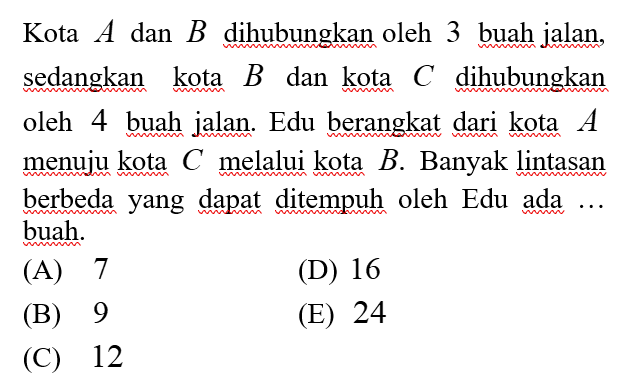 Kota A dan B dihubungkan oleh 3 buah jalan,
sedangkan kota B dan kota C dihubungkan
oleh 4 buah jalan. Edu berangkat dari kota A
menuju kota C melalui kota B. Banyak lintasan
berbeda yang dapat ditempuh oleh Edu ada …
buah.
(A) 7 (D) 16
(B) 9 (E) 24
(C) 12